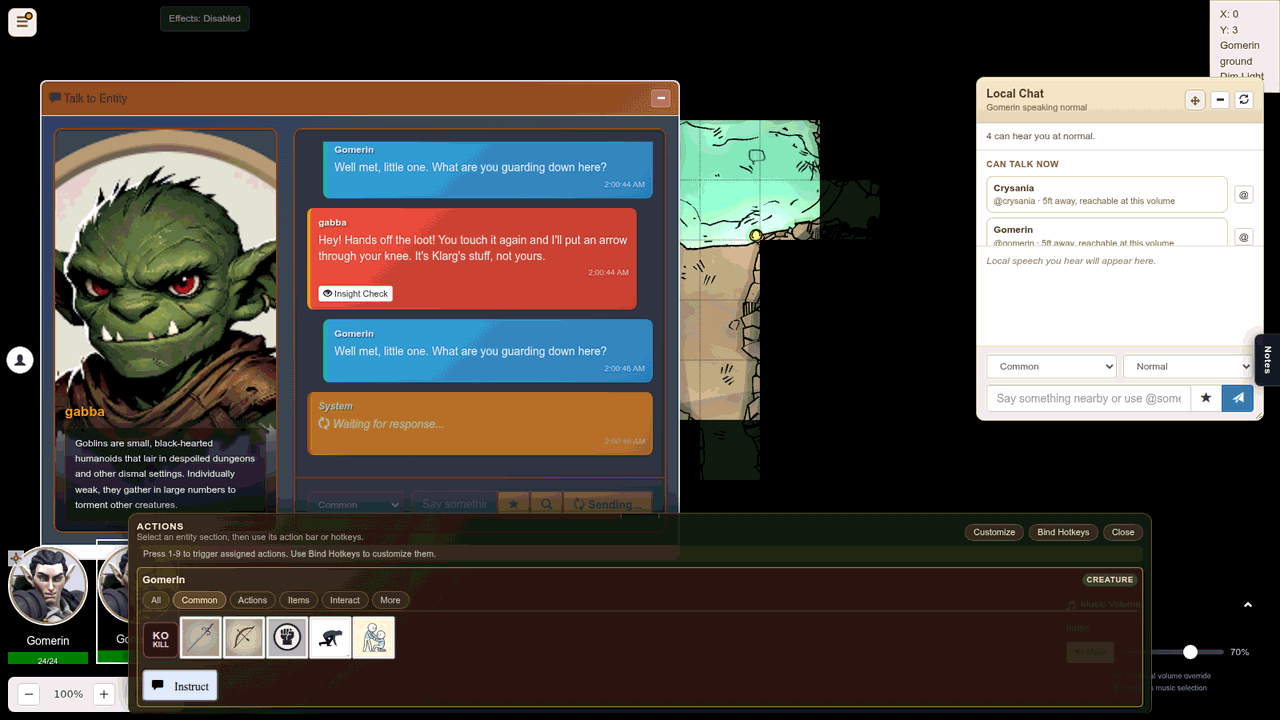 Effects: Disabled
X: 0
Y: 3
Gomerin
ground
Dim Light
Talk to Entity
Gomerin
Well met, little one. What are you guarding down here?
2:00:44 AM
gabba
Hey! Hands off the loot! You touch it again and I'll put an arrow
through your knee. It's Klarg's stuff, not yours.
2:00:44 AM
Insight Check
Gomerin
Well met, little one. What are you guarding down here?
2:00:46 AM
System
Waiting for response...
2:00:46 AM
Common
Say somethin
Sending...
gabba
Goblins are small, black-hearted
humanoids that lair in despoiled dungeons
and other dismal settings. Individually
weak, they gather in large numbers to
torment other creatures.
Local Chat
Gomerin speaking normal
4 can hear you at normal.
CAN TALK NOW
Crysania
@crysania · 5ft away, reachable at this volume
@
Gomerin
@gomerin · 5ft away, reachable at this volume
@
Local speech you hear will appear here.
Common
Normal
Say something nearby or use @some
Notes
ACTIONS
Select an entity section, then use its action bar or hotkeys.
Customize
Bind Hotkeys
Close
Press 1-9 to trigger assigned actions. Use Bind Hotkeys to customize them.
Gomerin
CREATURE
All
Common
Actions
Items
Interact
More
KO
KILL
Instruct
Music Volume
70%
volume override
music selection
Gomerin
24/24
Go
100%